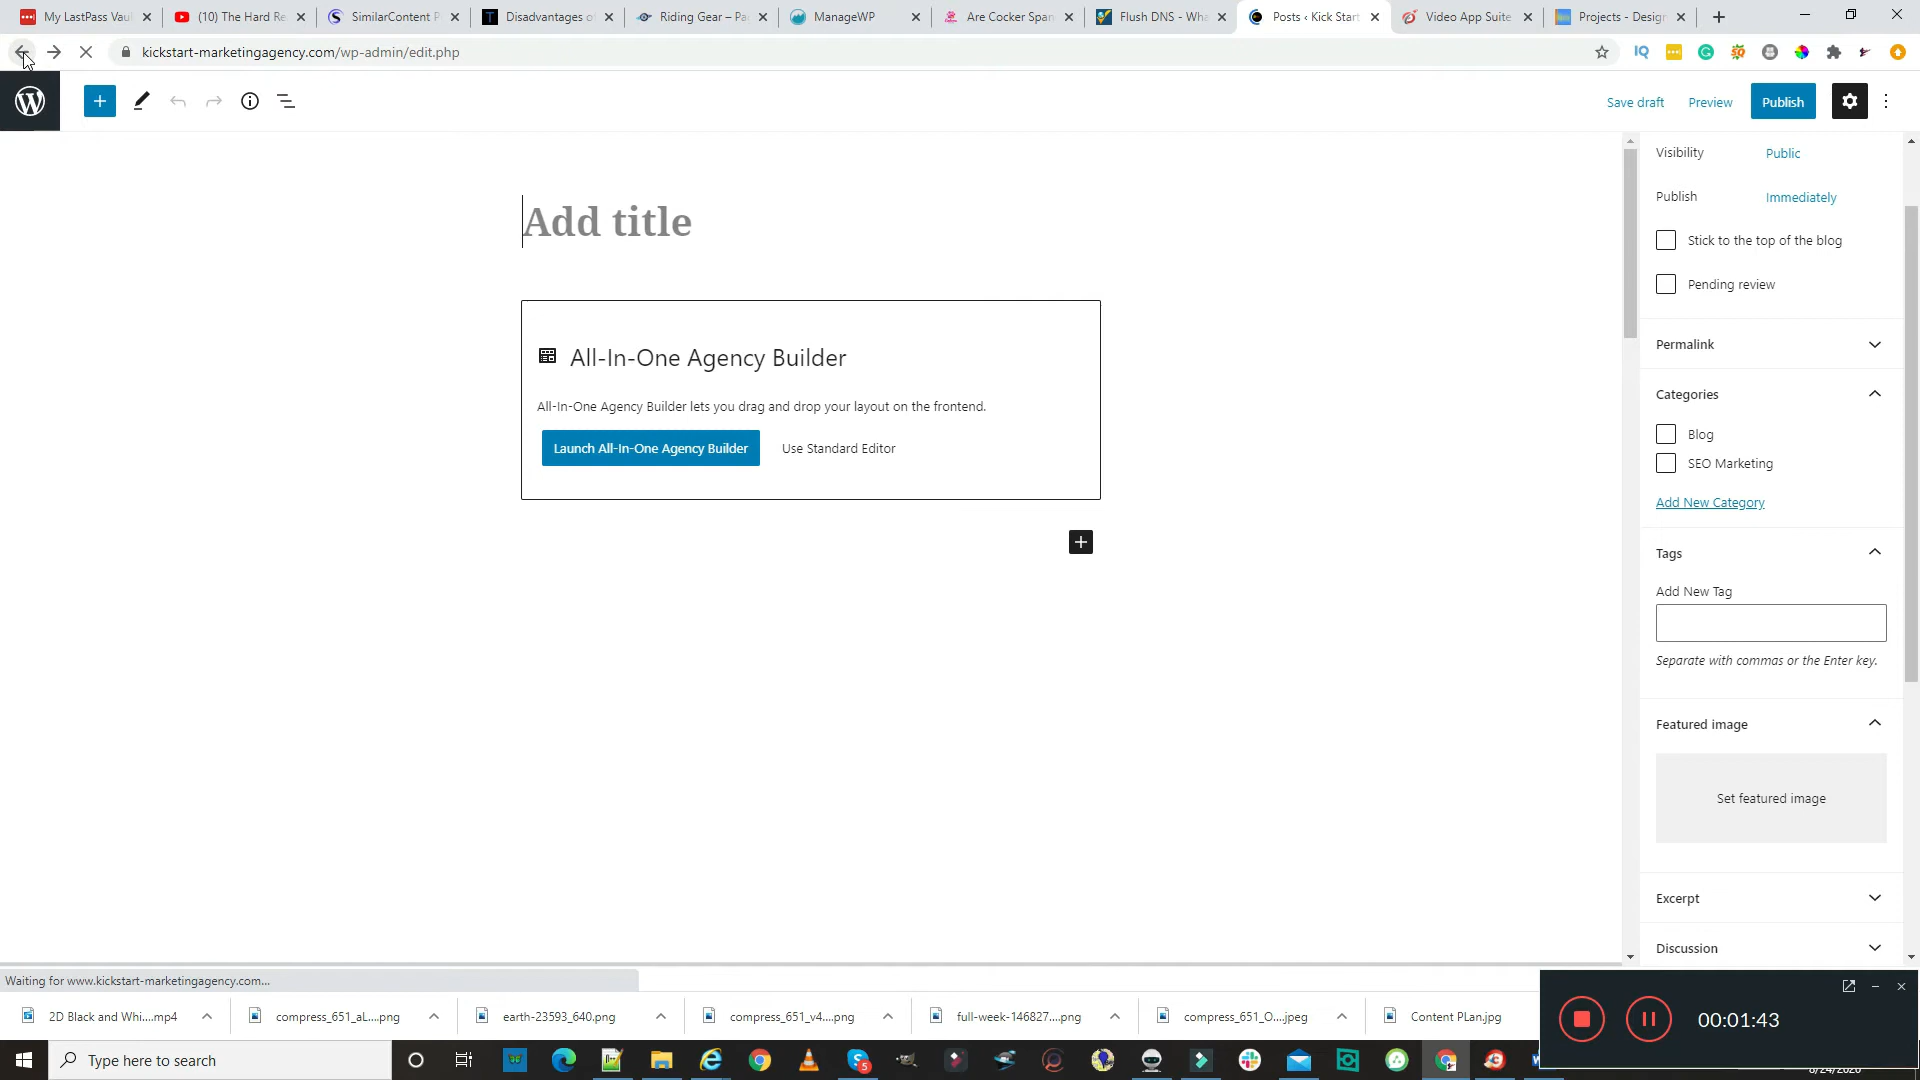 My LastPass Vau
(10) The Hard Re
SimilarContent P
Disadvantages o
Riding Gear – Pa
ManageWP
Are Cocker Span
Flush DNS - Wha
Posts ‹ Kick Start
Video App Suite
Projects - Design
kickstart-marketingagency.com/wp-admin/edit.php
Save draft
Preview
Publish
Visibility
Public
Publish
Immediately
Stick to the top of the blog
Pending review
Permalink
Categories
Blog
SEO Marketing
Add New Category
Tags
Add New Tag
Separate with commas or the Enter key.
Featured image
Set featured image
Excerpt
Discussion
Add title
All-In-One Agency Builder
All-In-One Agency Builder lets you drag and drop your layout on the frontend.
Launch All-In-One Agency Builder
Use Standard Editor
Waiting for www.kickstart-marketingagency.com...
2D Black and Whi....mp4
compress_651_aL....png
earth-23593_640.png
compress_651_v4....png
full-week-146827....png
compress_651_O....jpeg
Content PLan.jpg
00:01:43
Type here to search